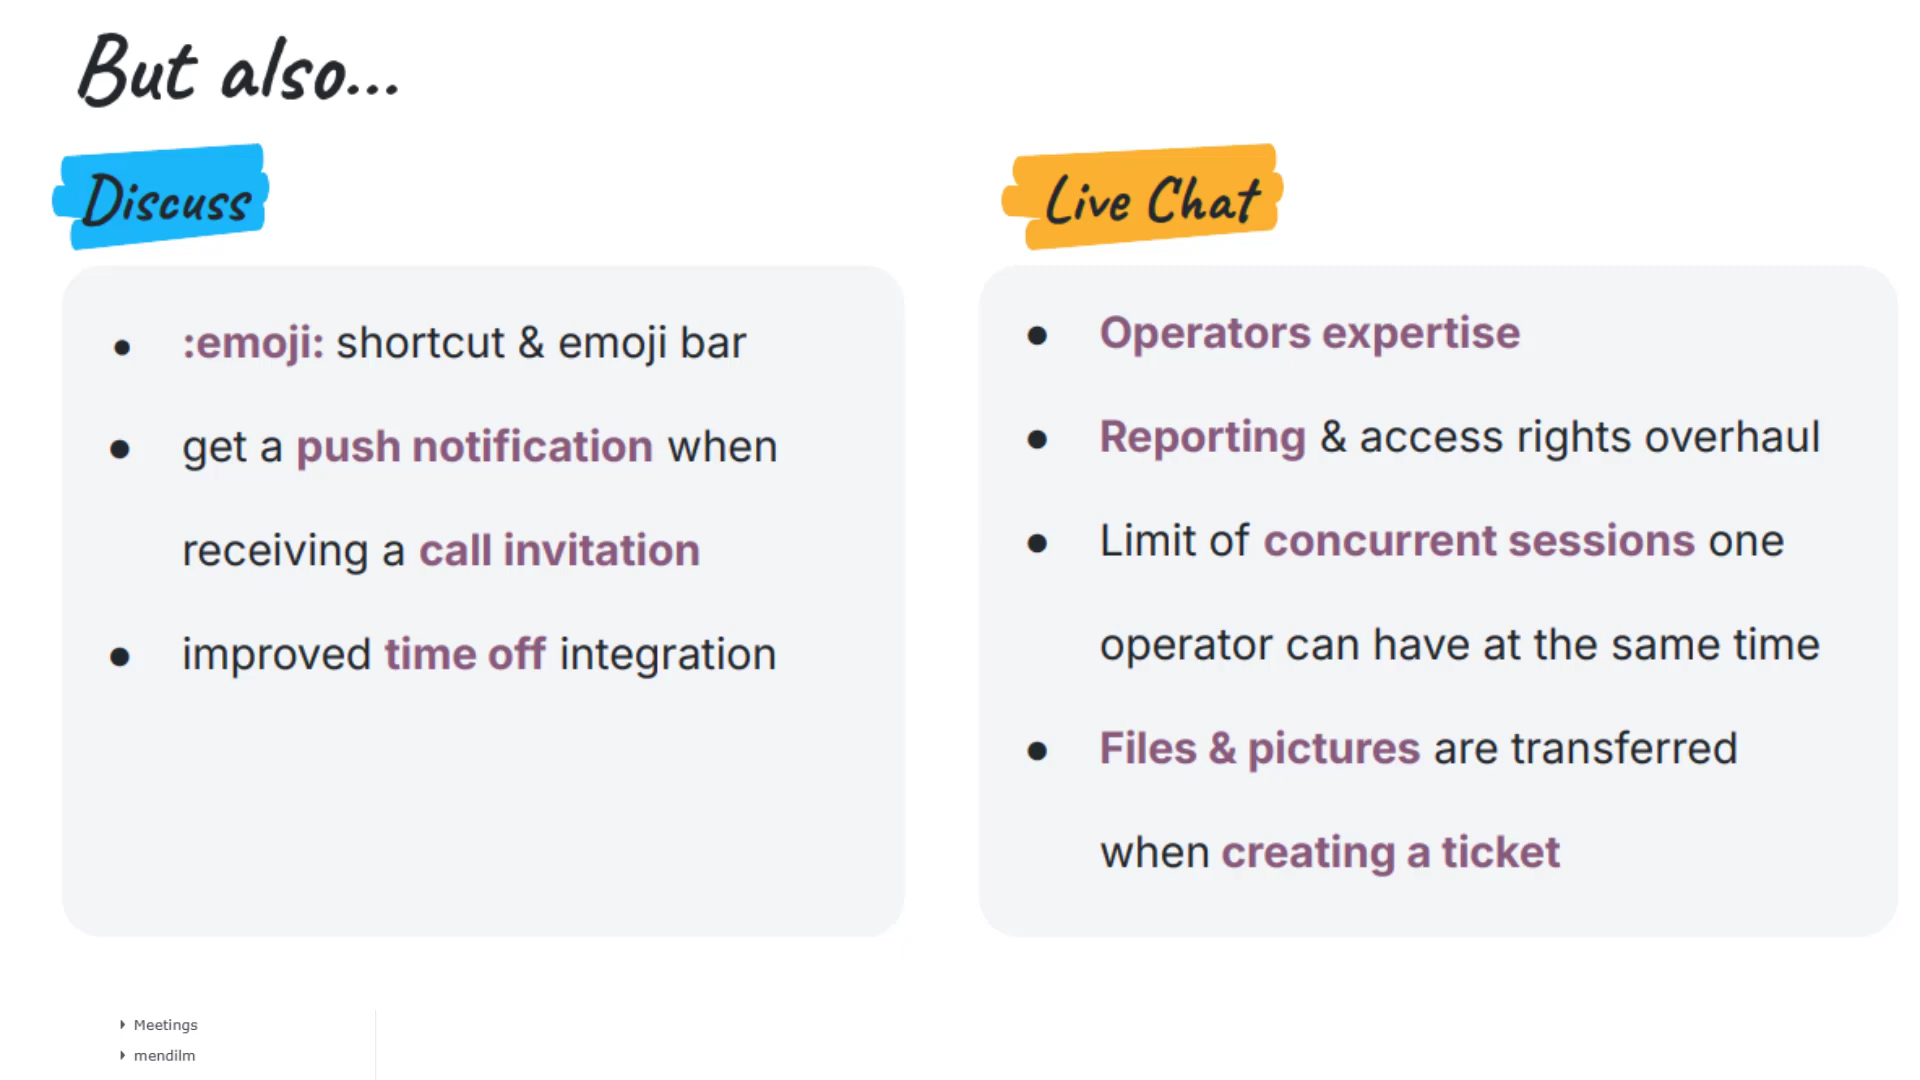 But also...
Discuss
:emoji: shortcut & emoji bar
get a push notification when
receiving a call invitation
improved time off integration
Live Chat
Operators expertise
Reporting & access rights overhaul
Limit of concurrent sessions one
operator can have at the same time
Files & pictures are transferred
when creating a ticket
Meetings
mendilm